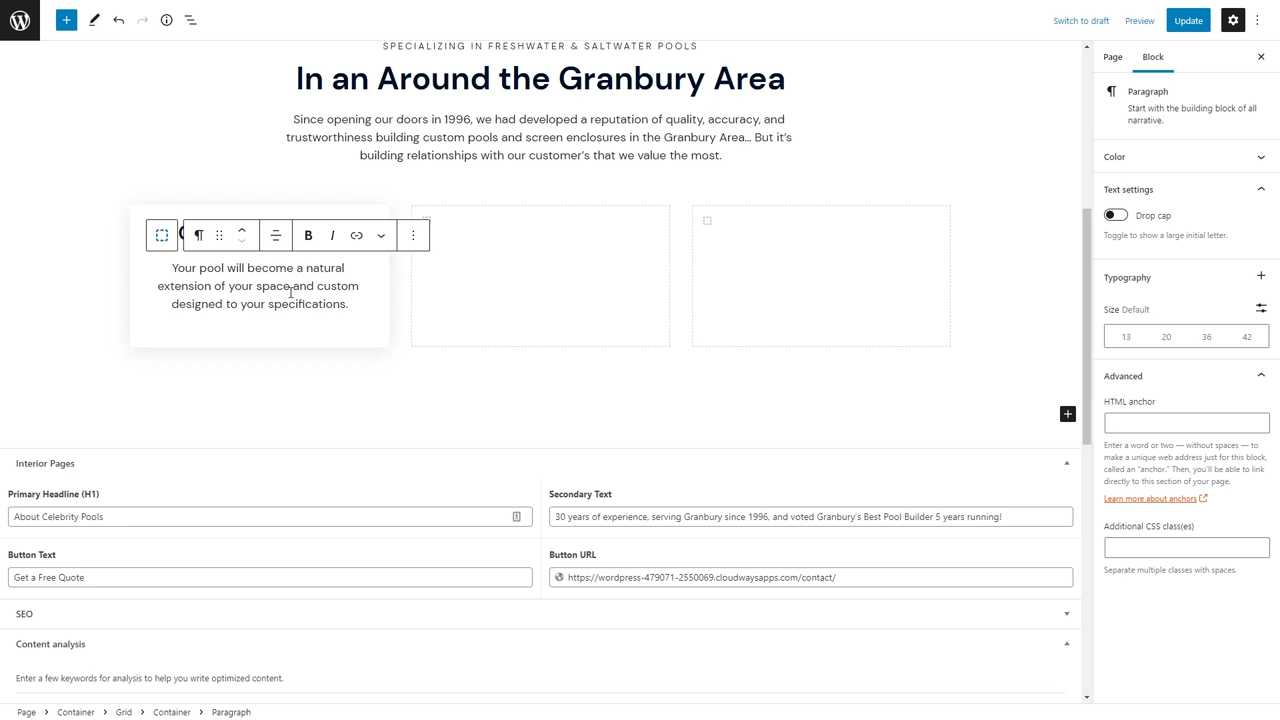 Switch to draft
Preview
Update
SPECIALIZING IN FRESHWATER & SALTWATER POOLS
In an Around the Granbury Area
Since opening our doors in 1996, we had developed a reputation of quality, accuracy, and
trustworthiness building custom pools and screen enclosures in the Granbury Area... But it's
building relationships with our customer's that we value the most.
B I
Your pool will become a natural
extension of your space and custom
designed to your specifications.
Interior Pages
Primary Headline (H1)
Secondary Text
About Celebrity Pools
30 years of experience, serving Granbury since 1996, and voted Granbury's Best Pool Builder 5 years running!
Button Text
Button URL
Get a Free Quote
https://wordpress-479071-2550069.cloudwaysapps.com/contact/
SEO
Content analysis
Enter a few keywords for analysis to help you write optimized content.
Page
Container
Grid
Container
Paragraph
Page
Block
Paragraph
Start with the building block of all
narrative.
Color
Text settings
Drop cap
Toggle to show a large initial letter.
Typography
Size Default
13 20 36 42
Advanced
HTML anchor
Enter a word or two — without spaces — to
make a unique web address just for this block,
called an "anchor." Then, you'll be able to link
directly to this section of your page.
Learn more about anchors
Additional CSS class(es)
Separate multiple classes with spaces.